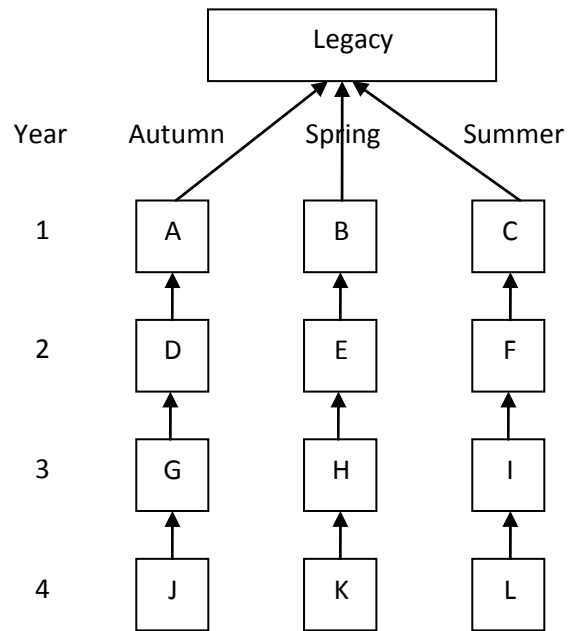 Legacy
Year Autumn Spring Summer
1 A B C
2 D E F
3 G H I
4 J K L